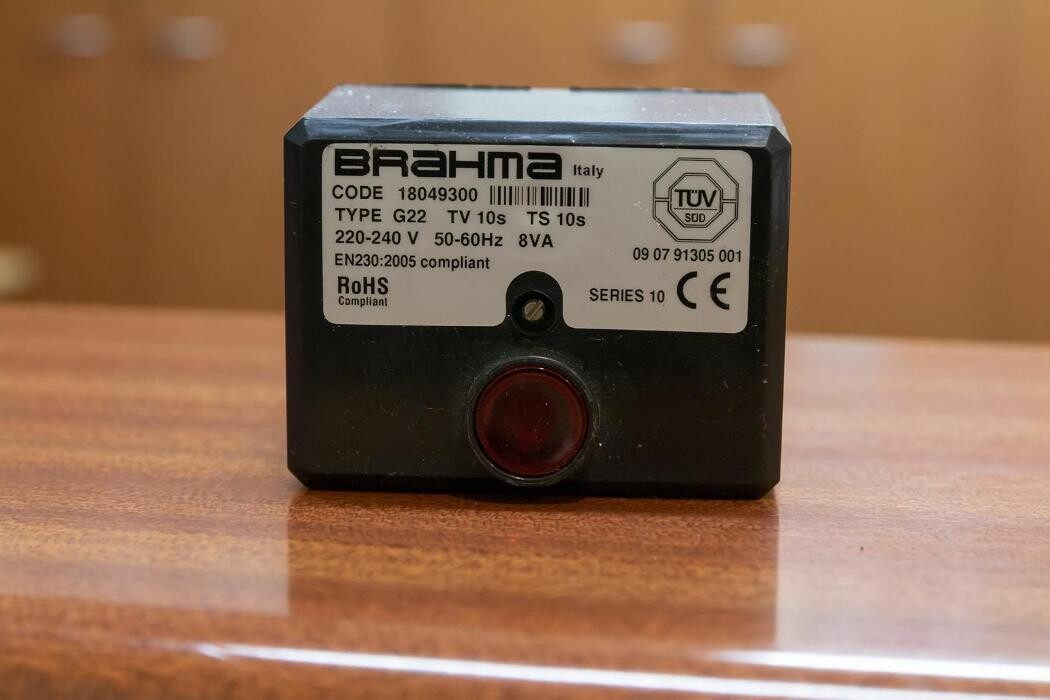 BRAHMA Italy
CODE 18049300
TYPE G22 TV 10s TS 10s
220-240 V 50-60Hz 8VA
EN230:2005 compliant
RoHS
Compliant
TÜV
SÜD
09 07 91305 001
SERIES 10 CE